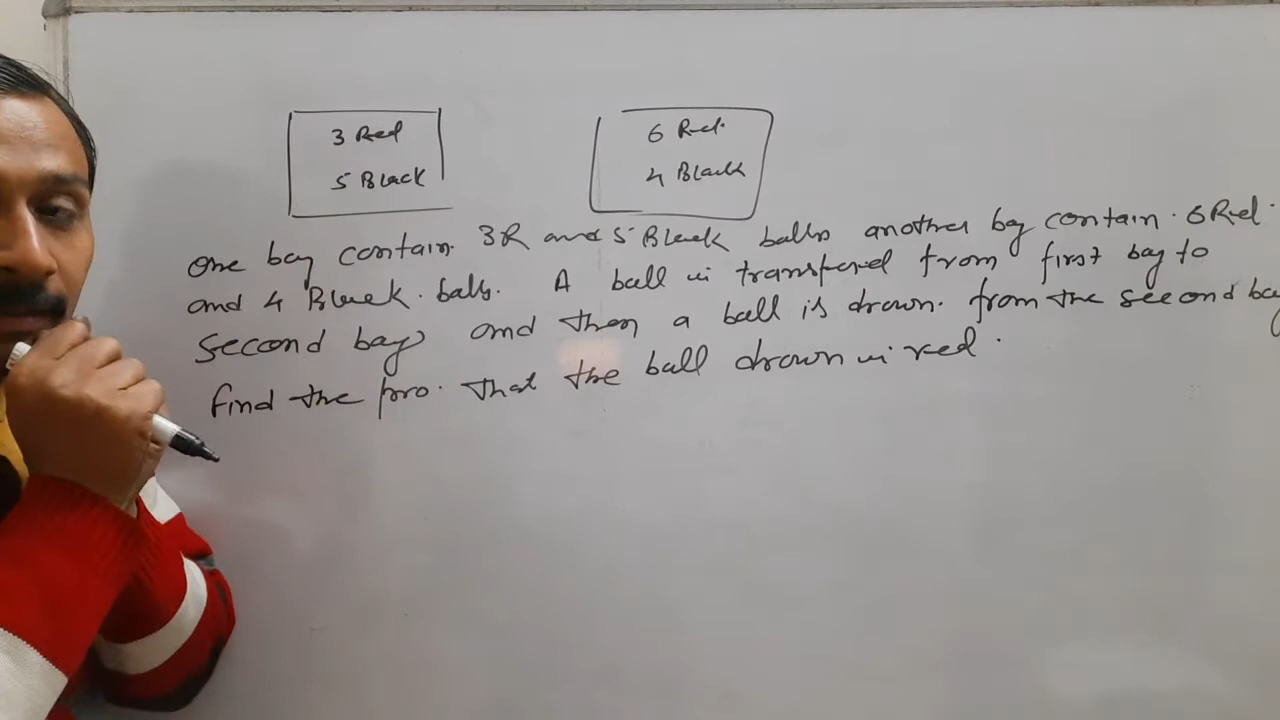 3 Red
5 Black
6 Red.
4 Black
One bag contain. 3R and 5 Black balls another bag contain. 6 Red.
and 4 Black. balls. A ball is transfered from first bag to
second bag and then a ball is drawn. from the second bag
find the pro. that the ball drawn is red.